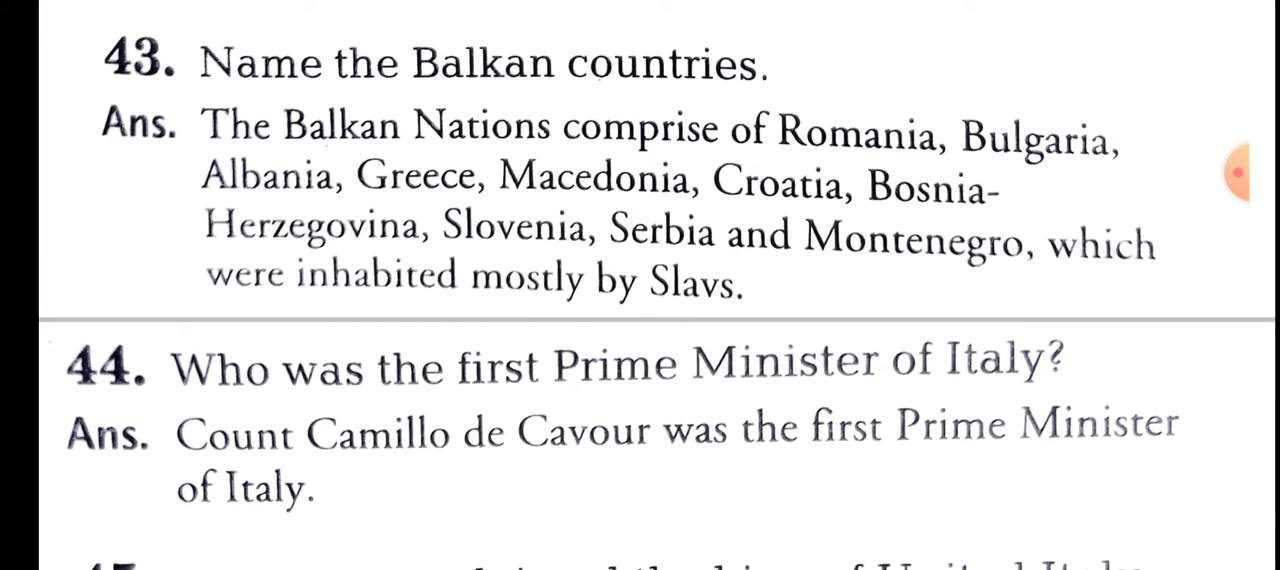 43. Name the Balkan countries.
Ans. The Balkan Nations comprise of Romania, Bulgaria,
Albania, Greece, Macedonia, Croatia, Bosnia-
Herzegovina, Slovenia, Serbia and Montenegro, which
were inhabited mostly by Slavs.
44. Who was the first Prime Minister of Italy?
Ans. Count Camillo de Cavour was the first Prime Minister
of Italy.